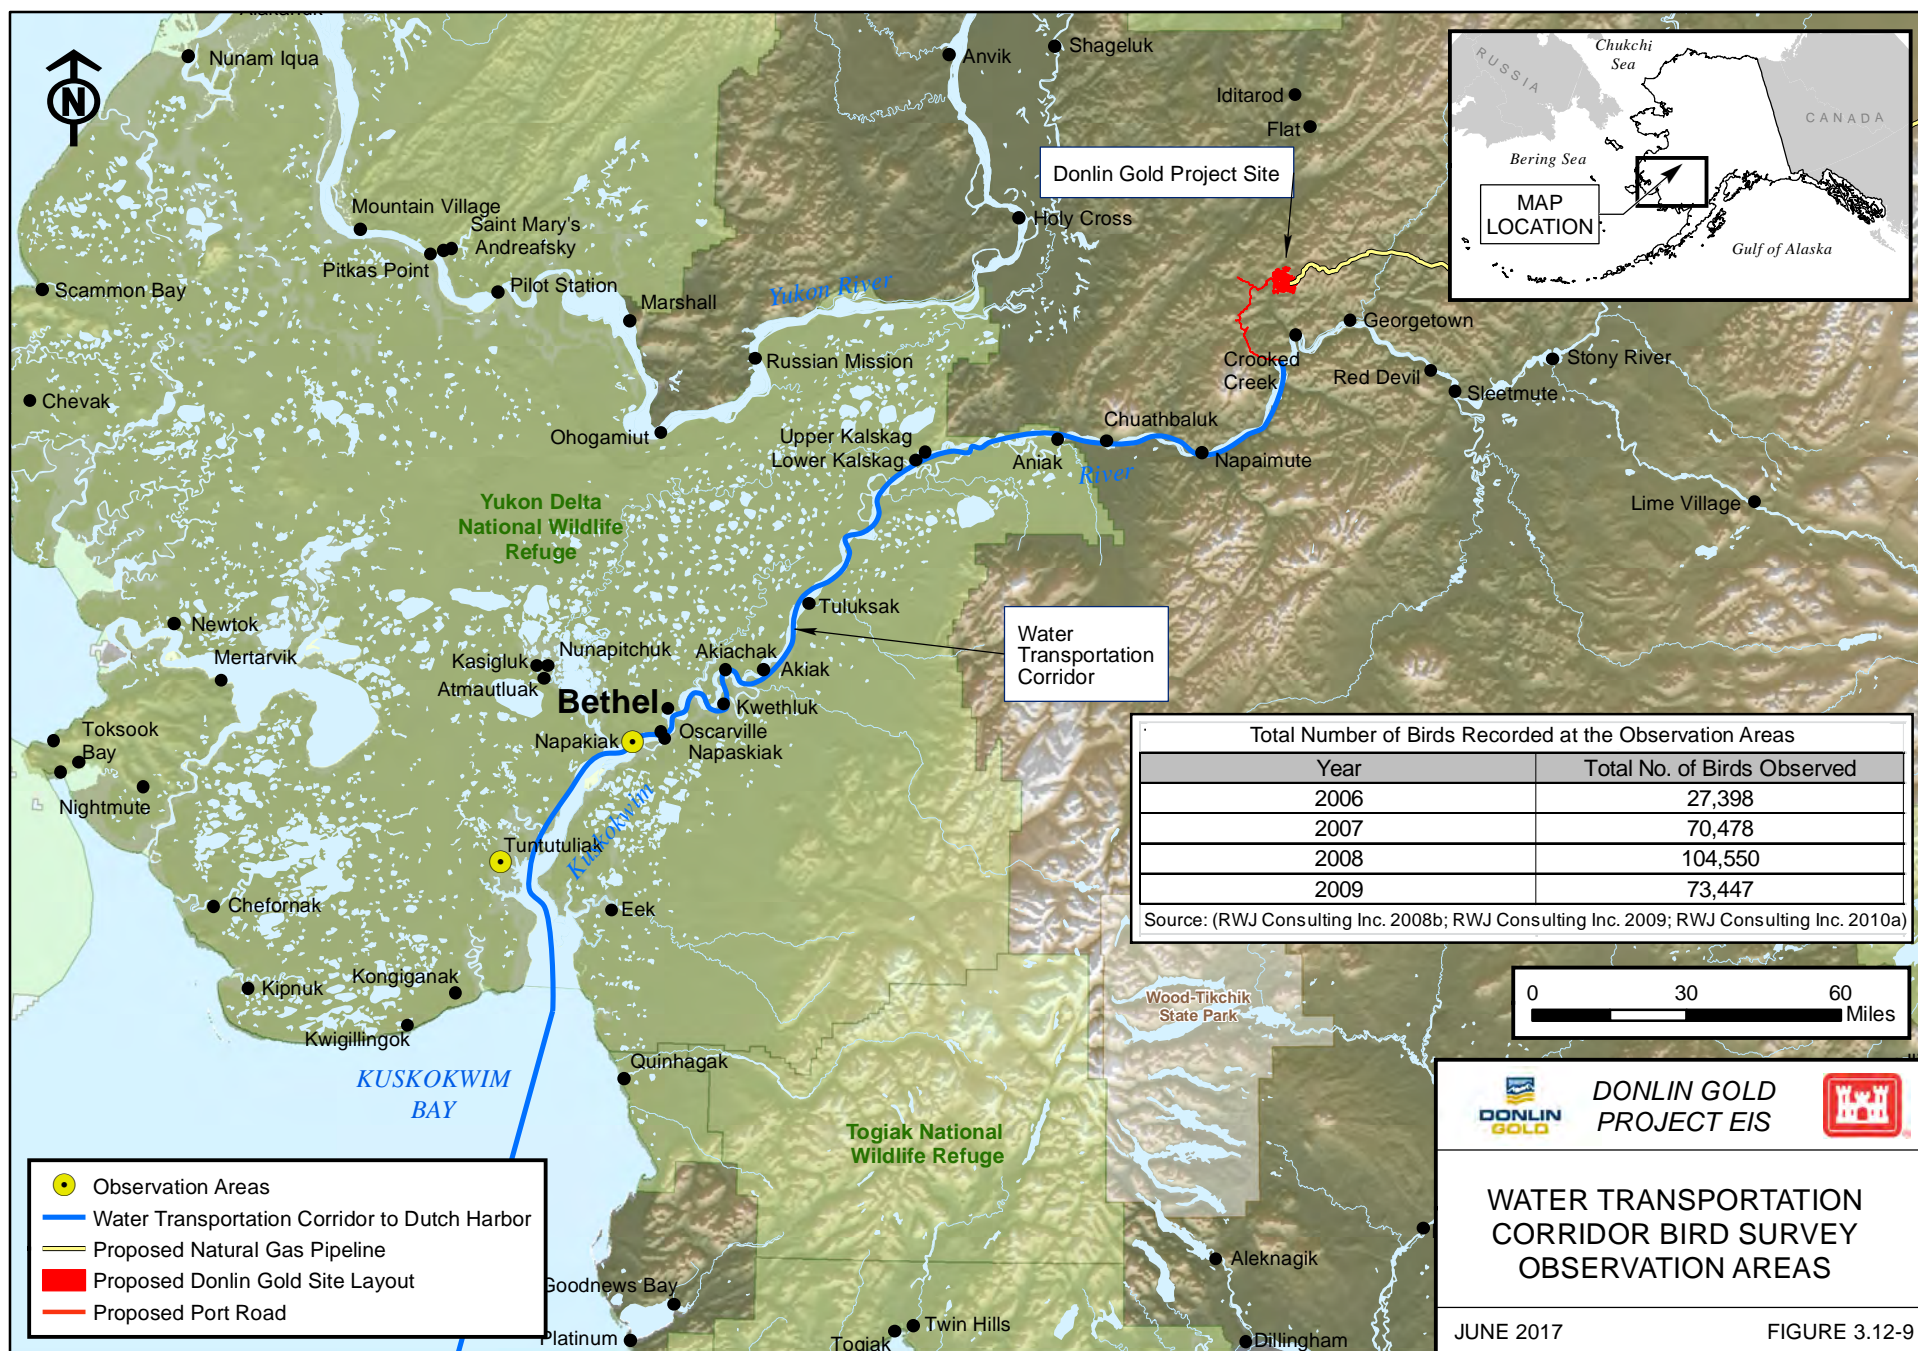 Nunam Iqua
Anvik
Shageluk
Iditarod
Flat
Donlin Gold Project Site
Mountain Village
Saint Mary's
Andreafsky
Pitkas Point
Pilot Station
Holy Cross
Scammon Bay
Marshall
Yukon River
Russian Mission
Georgetown
Crooked
Creek
Red Devil
Stony River
Sleetmute
Chevak
Ohogamiut
Upper Kalskag
Lower Kalskag
Aniak
Chuathbaluk
River
Napaimute
Lime Village
Yukon Delta
National Wildlife
Refuge
Newtok
Mertarvik
Tuluksak
Water
Transportation
Corridor
Kasigluk
Nunapitchuk
Atmautluak
Akiachak
Akiak
Bethel
Kwethluk
Oscarville
Napakiak
Napaskiak
Toksook
Bay
Nightmute
Kuskokwim
Tuntutuliak
Chefornak
Eek
Kipnuk
Kongiganak
Kwigillingok
KUSKOKWIM
BAY
Quinhagak
Togiak National
Wildlife Refuge
Wood-Tikchik
State Park
Goodnews Bay
Platinum
Togiak
Twin Hills
Aleknagik
Dillingham
RUSSIA
Chukchi
Sea
CANADA
Bering Sea
MAP
LOCATION
Gulf of Alaska
N
Total Number of Birds Recorded at the Observation Areas
Year Total No. of Birds Observed
2006 27,398
2007 70,478
2008 104,550
2009 73,447
Source: (RWJ Consulting Inc. 2008b; RWJ Consulting Inc. 2009; RWJ Consulting Inc. 2010a)
0 30 60
Miles
Observation Areas
Water Transportation Corridor to Dutch Harbor
Proposed Natural Gas Pipeline
Proposed Donlin Gold Site Layout
Proposed Port Road
DONLIN
GOLD
DONLIN GOLD
PROJECT EIS
WATER TRANSPORTATION
CORRIDOR BIRD SURVEY
OBSERVATION AREAS
JUNE 2017 FIGURE 3.12-9